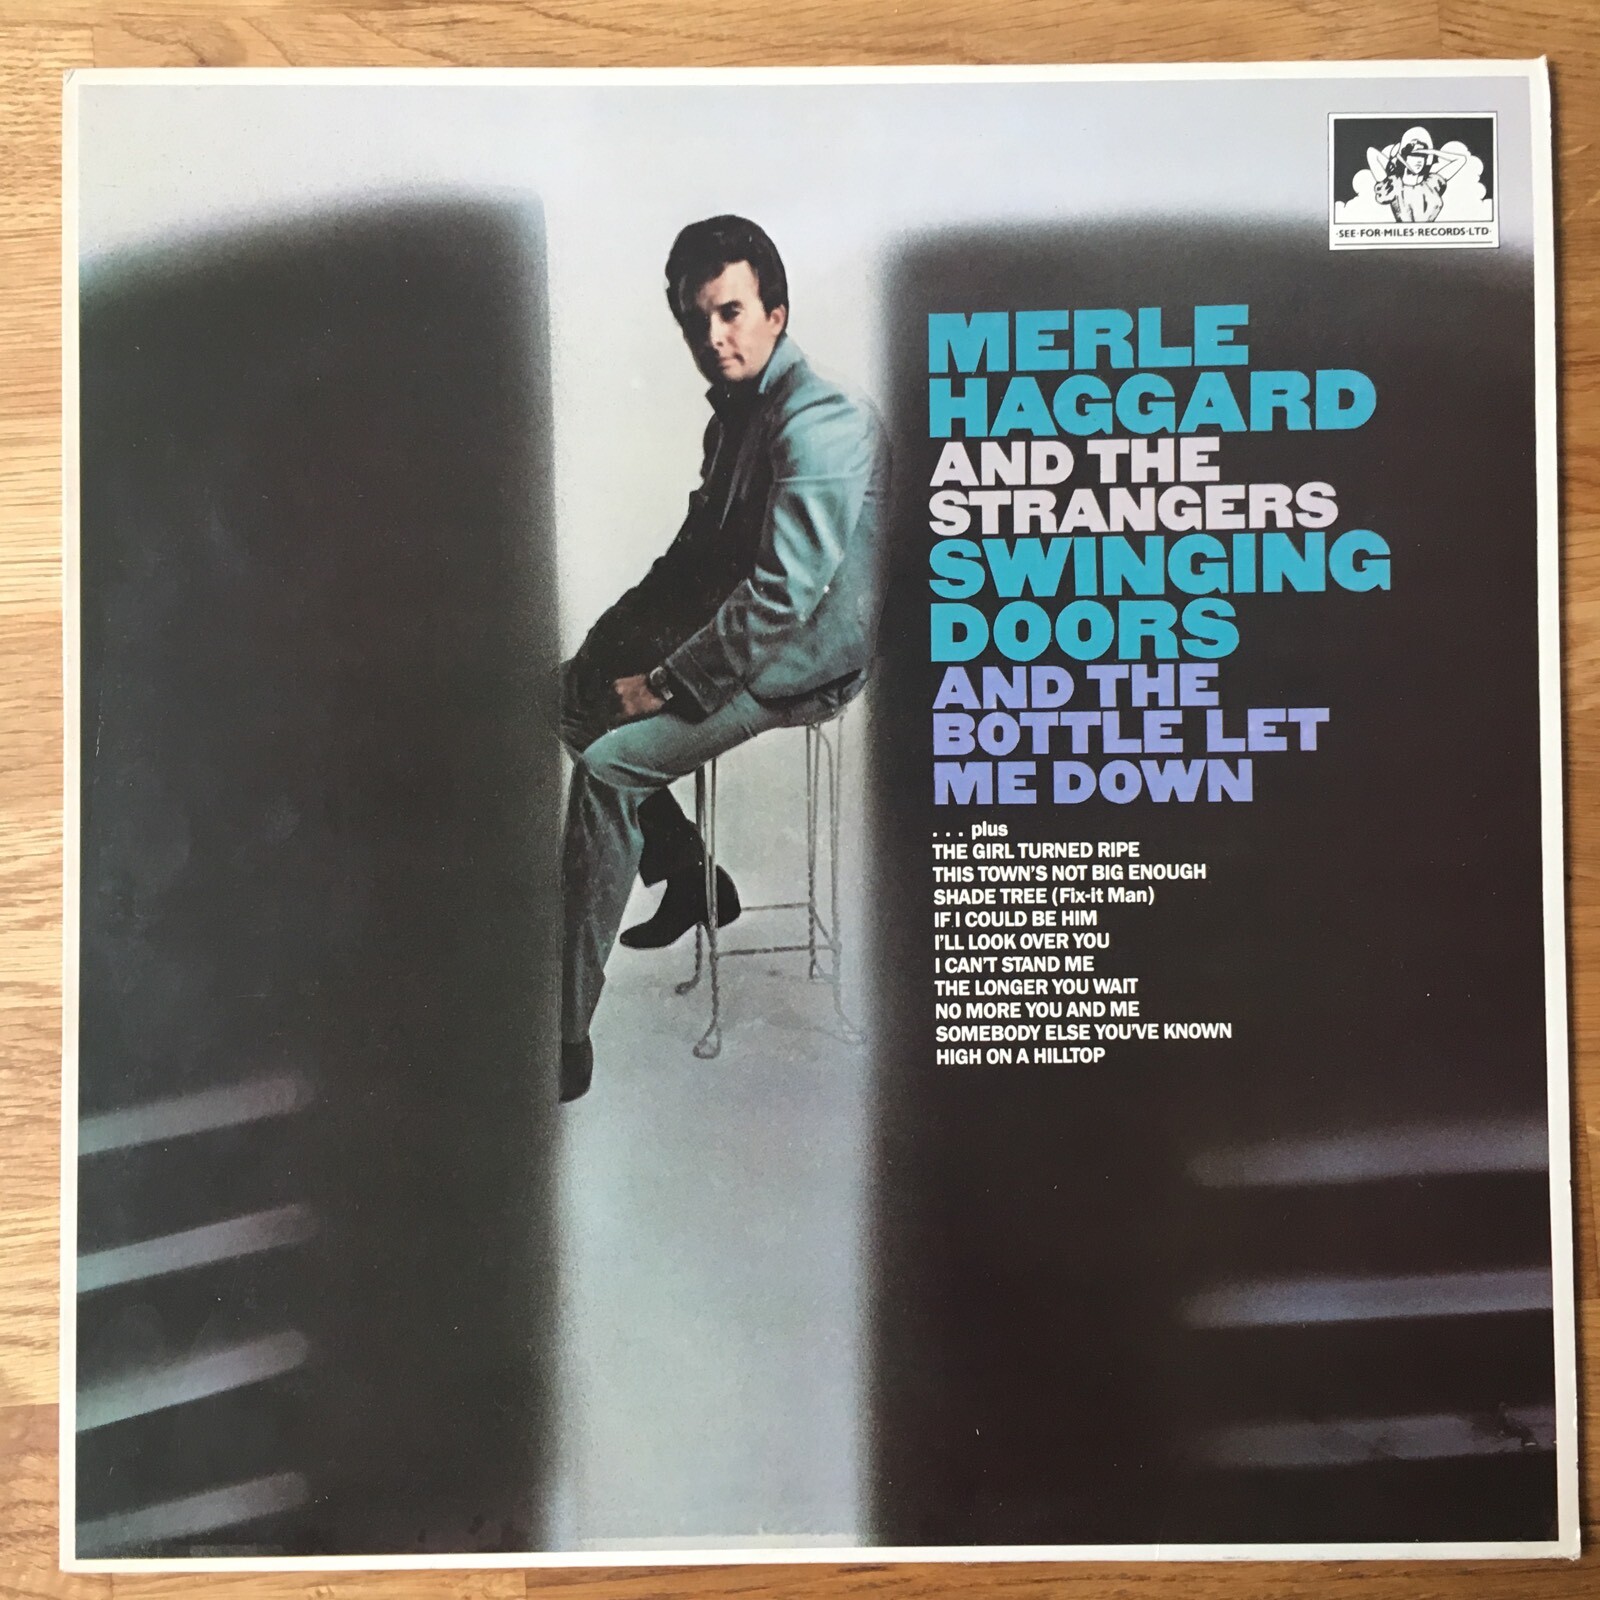 ·SEE·FOR·MILES·RECORDS·LTD·
MERLE
HAGGARD
AND THE
STRANGERS
SWINGING
DOORS
AND THE
BOTTLE LET
ME DOWN
. . . plus
THE GIRL TURNED RIPE
THIS TOWN'S NOT BIG ENOUGH
SHADE TREE (Fix-it Man)
IF I COULD BE HIM
I'LL LOOK OVER YOU
I CAN'T STAND ME
THE LONGER YOU WAIT
NO MORE YOU AND ME
SOMEBODY ELSE YOU'VE KNOWN
HIGH ON A HILLTOP